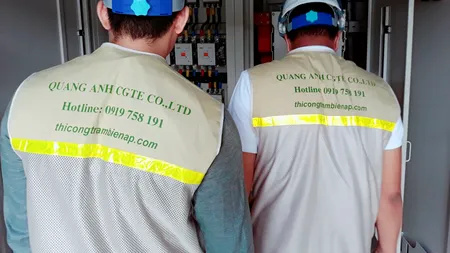 QUANG ANH CGTE CO.,LTD
Hotline: 0919 758 191
thicongtrambienap.com
QUANG ANH CGTE CO.,LTD
Hotline: 0919 758 191
thicongtrambienap.com